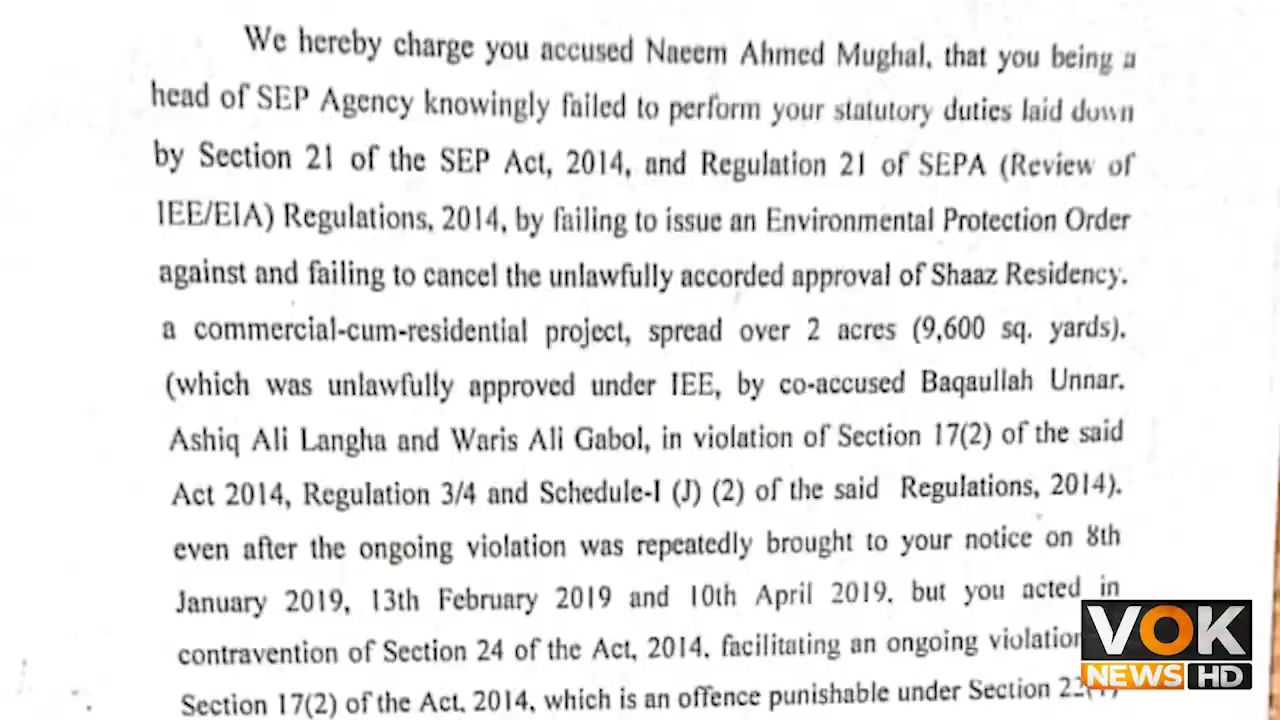 We hereby charge you accused Naeem Ahmed Mughal, that you being a
head of SEP Agency knowingly failed to perform your statutory duties laid down
by Section 21 of the SEP Act, 2014, and Regulation 21 of SEPA (Review of
IEE/EIA) Regulations, 2014, by failing to issue an Environmental Protection Order
against and failing to cancel the unlawfully accorded approval of Shaaz Residency.
a commercial-cum-residential project, spread over 2 acres (9,600 sq. yards).
(which was unlawfully approved under IEE, by co-accused Baqaullah Unnar.
Ashiq Ali Langha and Waris Ali Gabol, in violation of Section 17(2) of the said
Act 2014, Regulation 3/4 and Schedule-I (J) (2) of the said Regulations, 2014).
even after the ongoing violation was repeatedly brought to your notice on 8th
January 2019, 13th February 2019 and 10th April 2019. but you acted in
contravention of Section 24 of the Act, 2014. facilitating an ongoing violation
Section 17(2) of the Act, 2014, which is an offence punishable under Section
VOK
NEWS HD